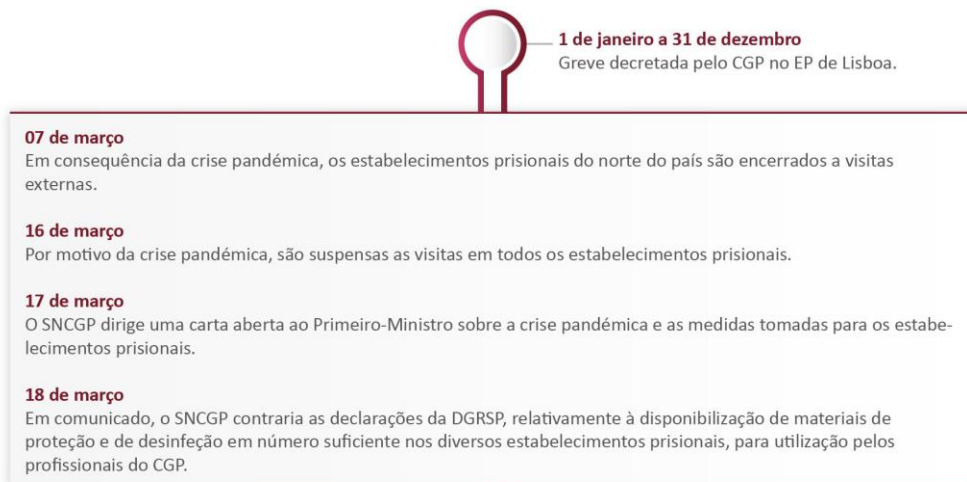 1 de janeiro a 31 de dezembro
Greve decretada pelo CGP no EP de Lisboa.
07 de março
Em consequência da crise pandémica, os estabelecimentos prisionais do norte do país são encerrados a visitas
externas.
16 de março
Por motivo da crise pandémica, são suspensas as visitas em todos os estabelecimentos prisionais.
17 de março
O SNCGP dirige uma carta aberta ao Primeiro-Ministro sobre a crise pandémica e as medidas tomadas para os estabe-
lecimentos prisionais.
18 de março
Em comunicado, o SNCGP contraria as declarações da DGRSP, relativamente à disponibilização de materiais de
proteção e de desinfeção em número suficiente nos diversos estabelecimentos prisionais, para utilização pelos
profissionais do CGP.